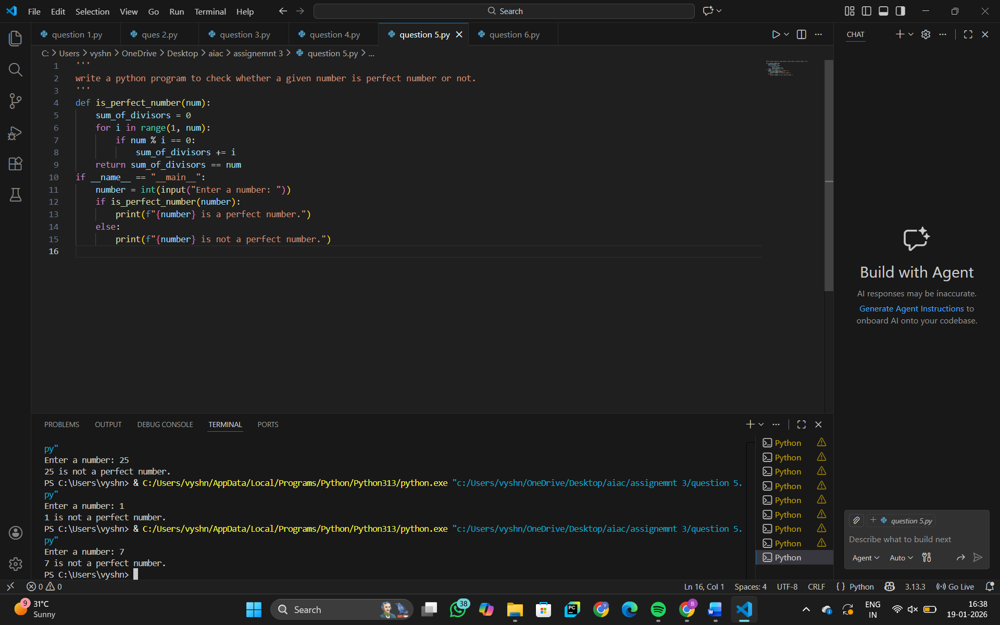 File Edit Selection View Go Run Terminal Help
Search
question 1.py ques 2.py question 3.py question 4.py question 5.py question 6.py
C: > Users > vyshn > OneDrive > Desktop > aiac > assignemnt 3 > question 5.py > ...
1 '''
2 write a python program to check whether a given number is perfect number or not.
3 '''
4 def is_perfect_number(num):
5 sum_of_divisors = 0
6 for i in range(1, num):
7 if num % i == 0:
8 sum_of_divisors += i
9 return sum_of_divisors == num
10 if __name__ == "__main__":
11 number = int(input("Enter a number: "))
12 if is_perfect_number(number):
13 print(f"{number} is a perfect number.")
14 else:
15 print(f"{number} is not a perfect number.")
16
CHAT
Build with Agent
AI responses may be inaccurate.
Generate Agent Instructions to
onboard AI onto your codebase.
question 5.py
Describe what to build next
Agent Auto
PROBLEMS OUTPUT DEBUG CONSOLE TERMINAL PORTS
py"
Enter a number: 25
25 is not a perfect number.
PS C:\Users\vyshn> & C:/Users/vyshn/AppData/Local/Programs/Python/Python313/python.exe "c:/Users/vyshn/OneDrive/Desktop/aiac/assignemnt 3/question 5.
py"
Enter a number: 1
1 is not a perfect number.
PS C:\Users\vyshn> & C:/Users/vyshn/AppData/Local/Programs/Python/Python313/python.exe "c:/Users/vyshn/OneDrive/Desktop/aiac/assignemnt 3/question 5.
py"
Enter a number: 7
7 is not a perfect number.
PS C:\Users\vyshn>
Python
Python
Python
Python
Python
Python
Python
Python
Python
0 0 Ln 16, Col 1 Spaces: 4 UTF-8 CRLF { } Python 3.13.3 Go Live
9 31°C
Sunny
Search
38
PC
V
B
W
ENG
IN
16:38
19-01-2026